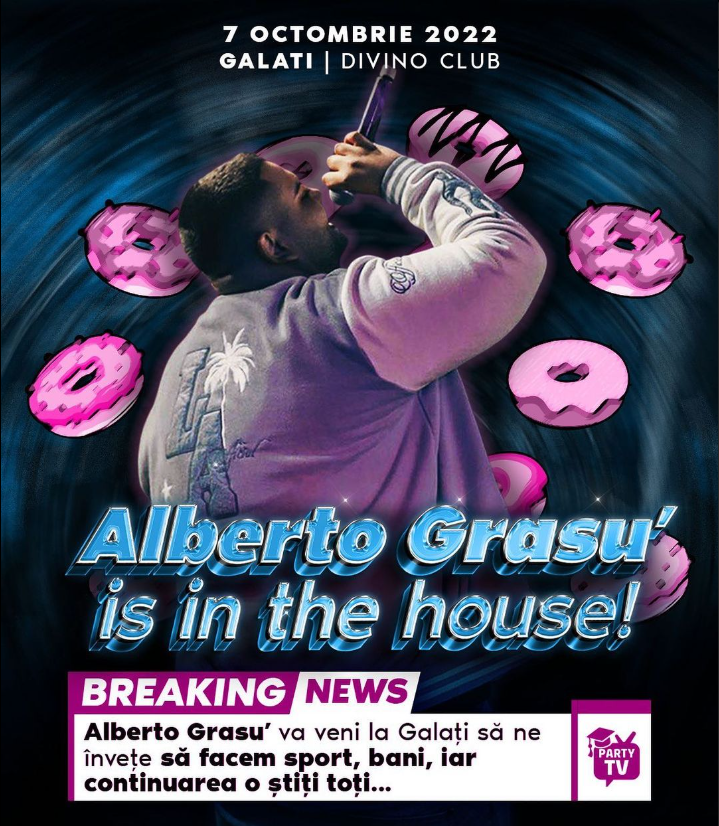 7 OCTOMBRIE 2022
GALATI | DIVINO CLUB
Alberto Grasu'
is in the house!
BREAKING NEWS
Alberto Grasu' va veni la Galați să ne
învețe să facem sport, bani, iar
continuarea o știți toți...
PARTY
TV